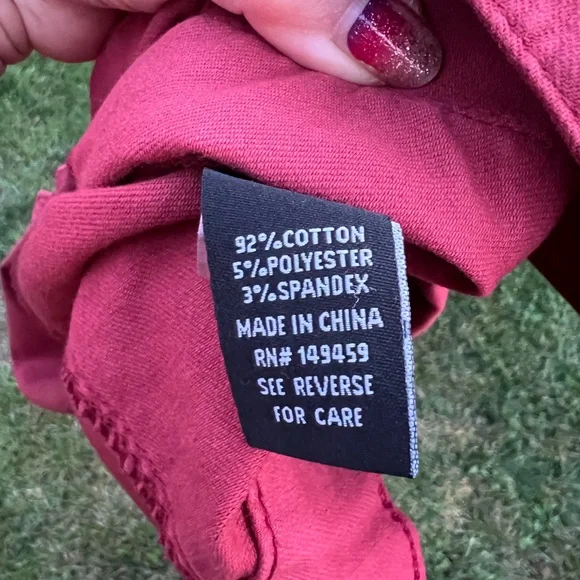 92%COTTON
5%POLYESTER
3%SPANDEX
MADE IN CHINA
RN# 149459
SEE REVERSE
FOR CARE